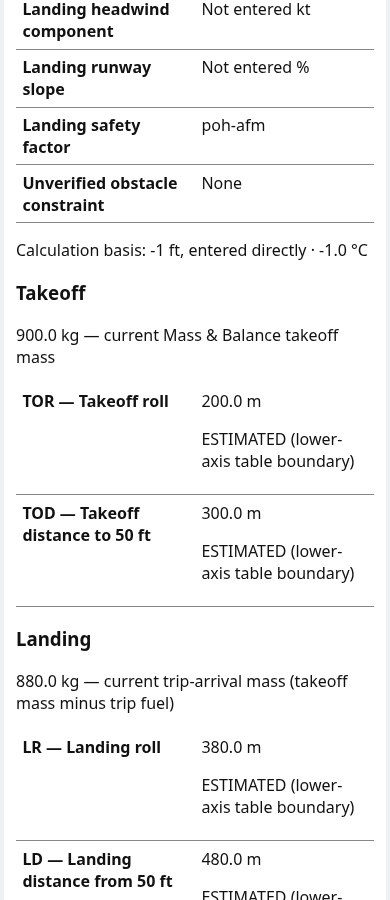 Landing headwind
component
Not entered kt
Landing runway
slope
Not entered %
Landing safety
factor
poh-afm
Unverified obstacle
constraint
None
Calculation basis: -1 ft, entered directly · -1.0 °C
Takeoff
900.0 kg — current Mass & Balance takeoff
mass
TOR — Takeoff roll
200.0 m
ESTIMATED (lower-
axis table boundary)
TOD — Takeoff
distance to 50 ft
300.0 m
ESTIMATED (lower-
axis table boundary)
Landing
880.0 kg — current trip-arrival mass (takeoff
mass minus trip fuel)
LR — Landing roll
380.0 m
ESTIMATED (lower-
axis table boundary)
LD — Landing
distance from 50 ft
480.0 m
ESTIMATED (lower-